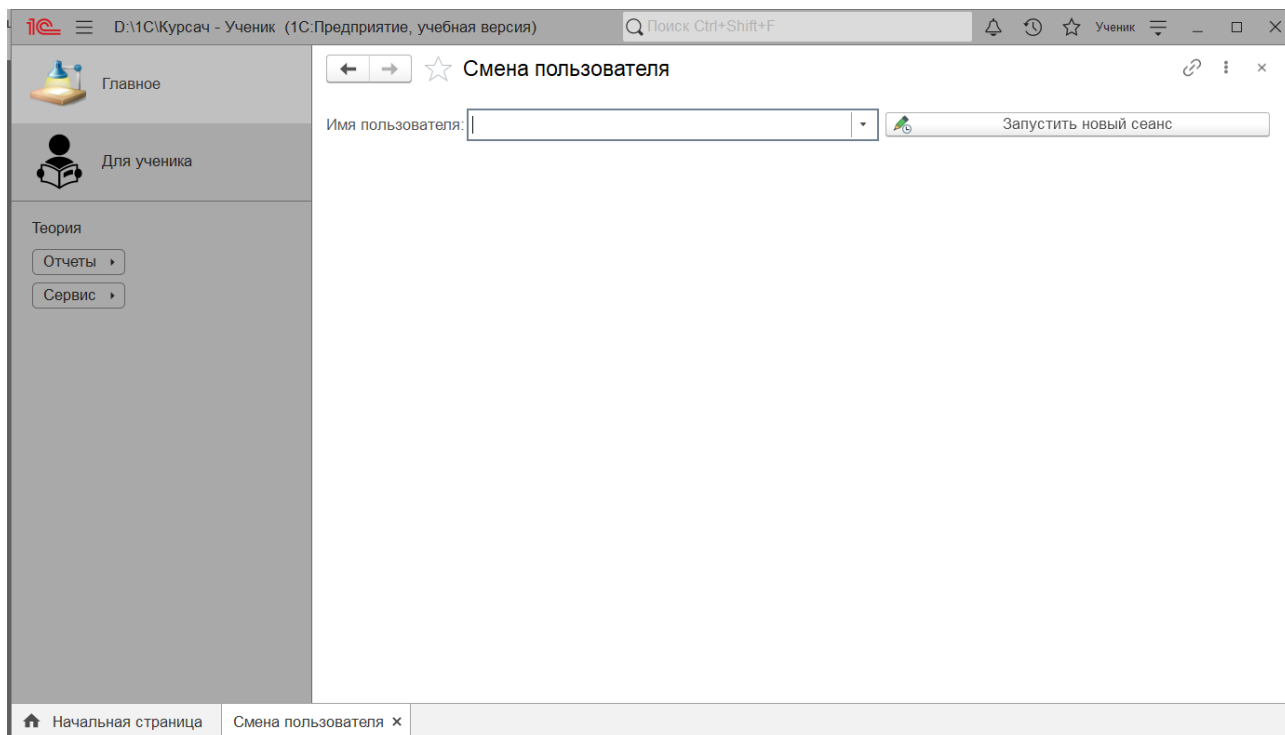 1С D:\1С\Курсач - Ученик (1С:Предприятие, учебная версия) Поиск Ctrl+Shift+F Ученик
Главное
Для ученика
Теория
Отчеты
Сервис
Смена пользователя
Имя пользователя: Запустить новый сеанс
Начальная страница Смена пользователя